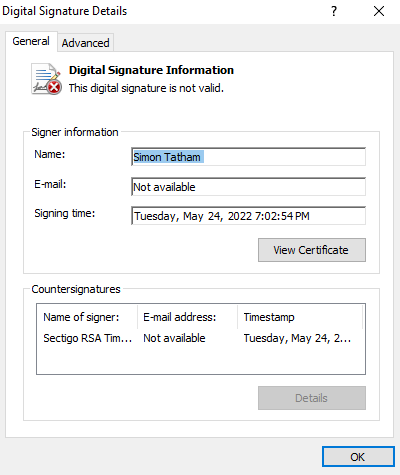 Digital Signature Details
?
General
Advanced
Digital Signature Information
This digital signature is not valid.
Signer information
Name:
Simon Tatham
E-mail:
Not available
Signing time:
Tuesday, May 24, 2022 7:02:54 PM
View Certificate
Countersignatures
Name of signer: E-mail address: Timestamp
Sectigo RSA Tim... Not available Tuesday, May 24, 2...
Details
OK